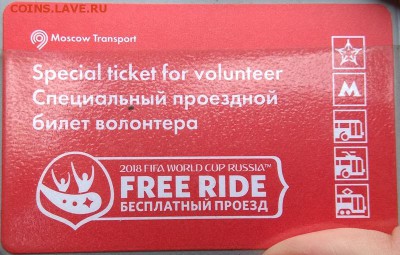 COINS.LAVE.RU
Moscow Transport
Special ticket for volunteer
Специальный проездной
билет волонтера
М
2018 FIFA WORLD CUP RUSSIA™
FREE RIDE
БЕСПЛАТНЫЙ ПРОЕЗД